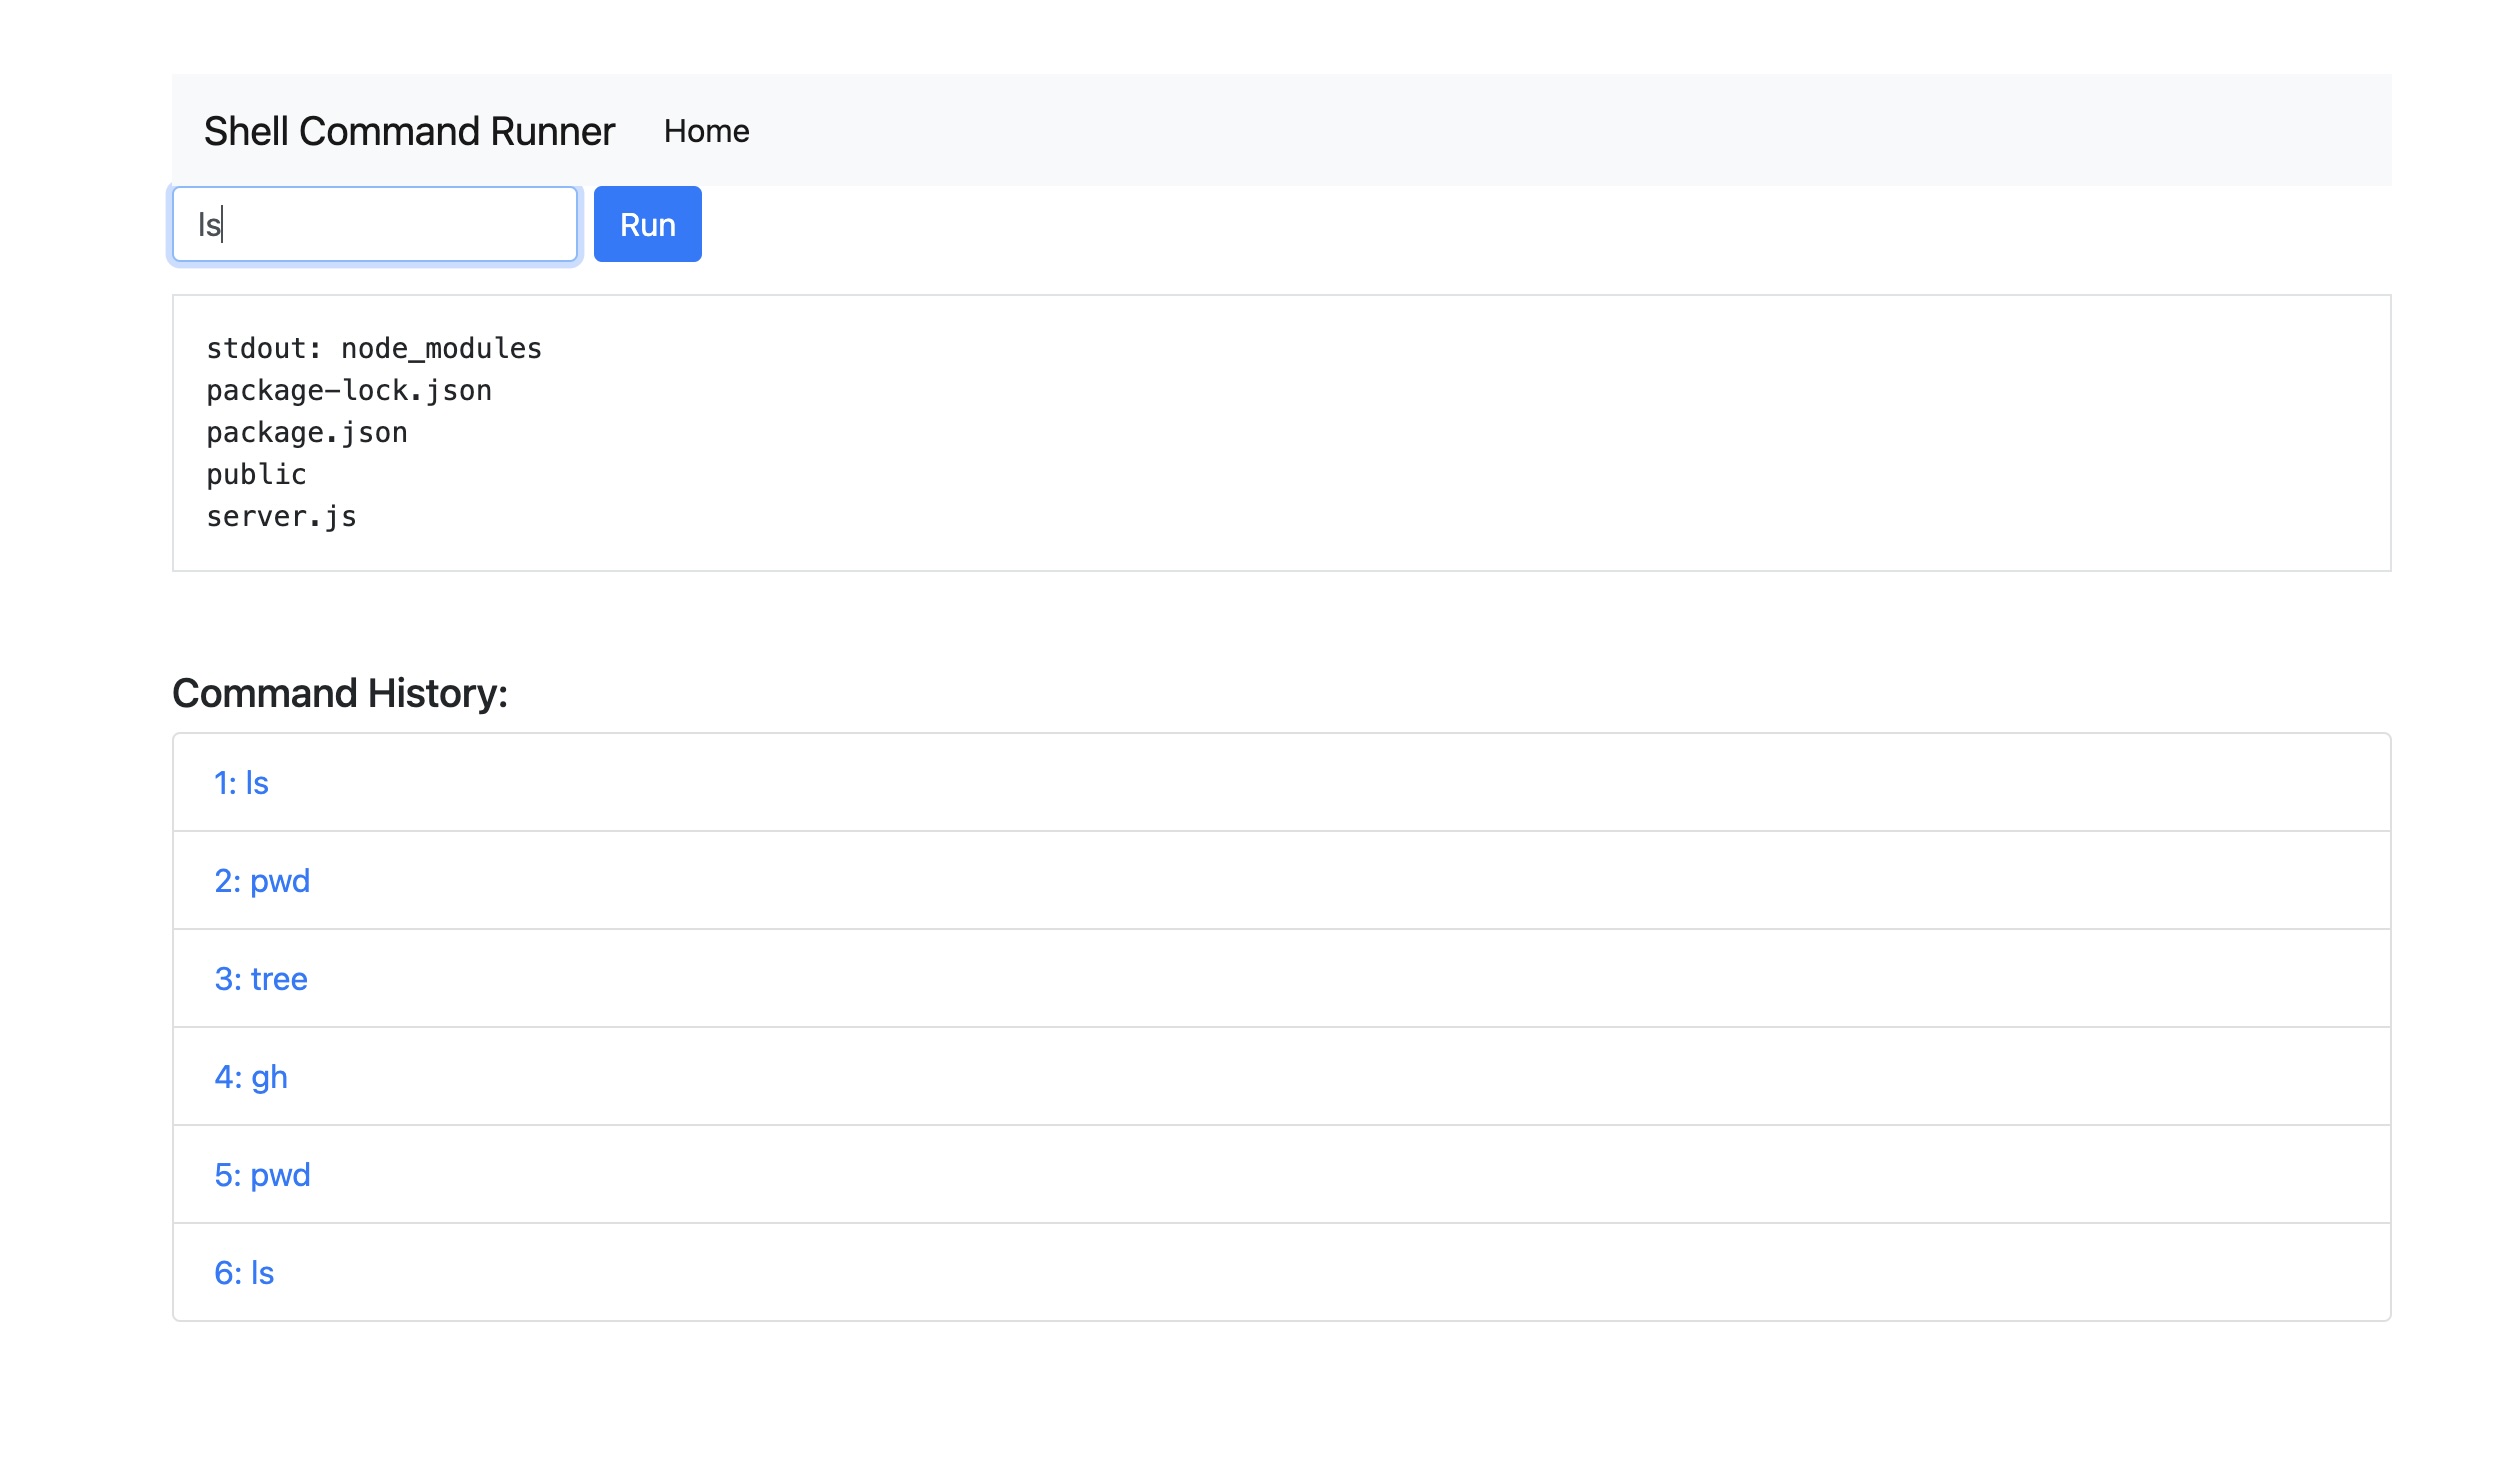 Shell Command Runner Home
ls
Run
stdout: node_modules
package-lock.json
package.json
public
server.js
Command History:
1: ls
2: pwd
3: tree
4: gh
5: pwd
6: ls